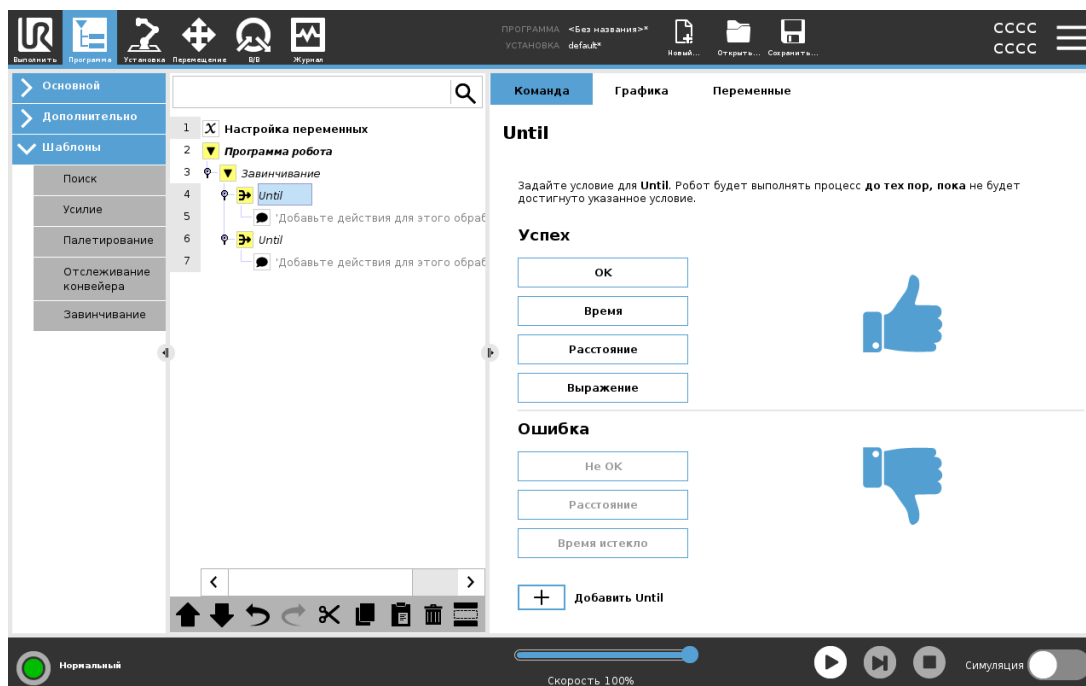 ПРОГРАММА <Без названия>*
УСТАНОВКА default*
CCCC
CCCC
Выполнить Программа Установка Перемещение В/В Журнал
Новый... Открыть... Сохранить...
Основной
Дополнительно
Шаблоны
Поиск
Усилие
Палетирование
Отслеживание
конвейера
Завинчивание
1 X Настройка переменных
2 Программа робота
3 Завинчивание
4 Until
5 'Добавьте действия для этого обраб
6 Until
7 'Добавьте действия для этого обраб
Команда Графика Переменные
Until
Задайте условие для Until. Робот будет выполнять процесс до тех пор, пока не будет
достигнуто указанное условие.
Успех
OK
Время
Расстояние
Выражение
Ошибка
Не OK
Расстояние
Время истекло
Добавить Until
Нормальный
Скорость 100%
Симуляция